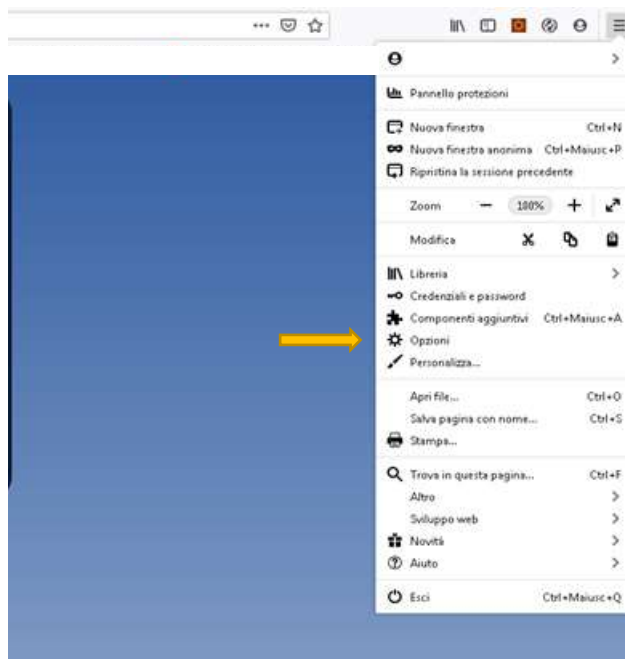 Pannello protezioni
Nuova finestra Ctrl+N
Nuova finestra anonima Ctrl+Maiusc+P
Ripristina la sessione precedente
Zoom 100%
Modifica
Libreria
Credenziali e password
Componenti aggiuntivi Ctrl+Maiusc+A
Opzioni
Personalizza...
Apri file... Ctrl+O
Salva pagina con nome... Ctrl+S
Stampa...
Trova in questa pagina... Ctrl+F
Altro
Sviluppo web
Novità
Aiuto
Esci Ctrl+Maiusc+Q